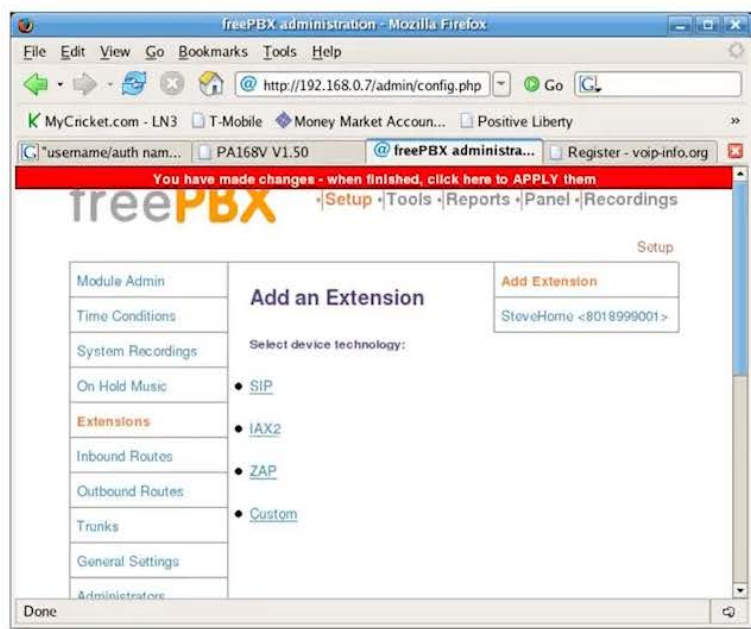 freePBX administration - Mozilla Firefox
File Edit View Go Bookmarks Tools Help
@ http://192.168.0.7/admin/config.php Go G
MyCricket.com - LN3 T-Mobile Money Market Accoun... Positive Liberty »
G "username/auth nam... PA168V V1.50 @ freePBX administra... Register - voip-info.org
You have made changes - when finished, click here to APPLY them
freePBX
Setup Tools Reports Panel Recordings
Setup
Module Admin
Time Conditions
System Recordings
On Hold Music
Extensions
Inbound Routes
Outbound Routes
Trunks
General Settings
Administrators
Add an Extension
Select device technology:
SIP
IAX2
ZAP
Custom
Add Extension
SteveHome <8018999001>
Done